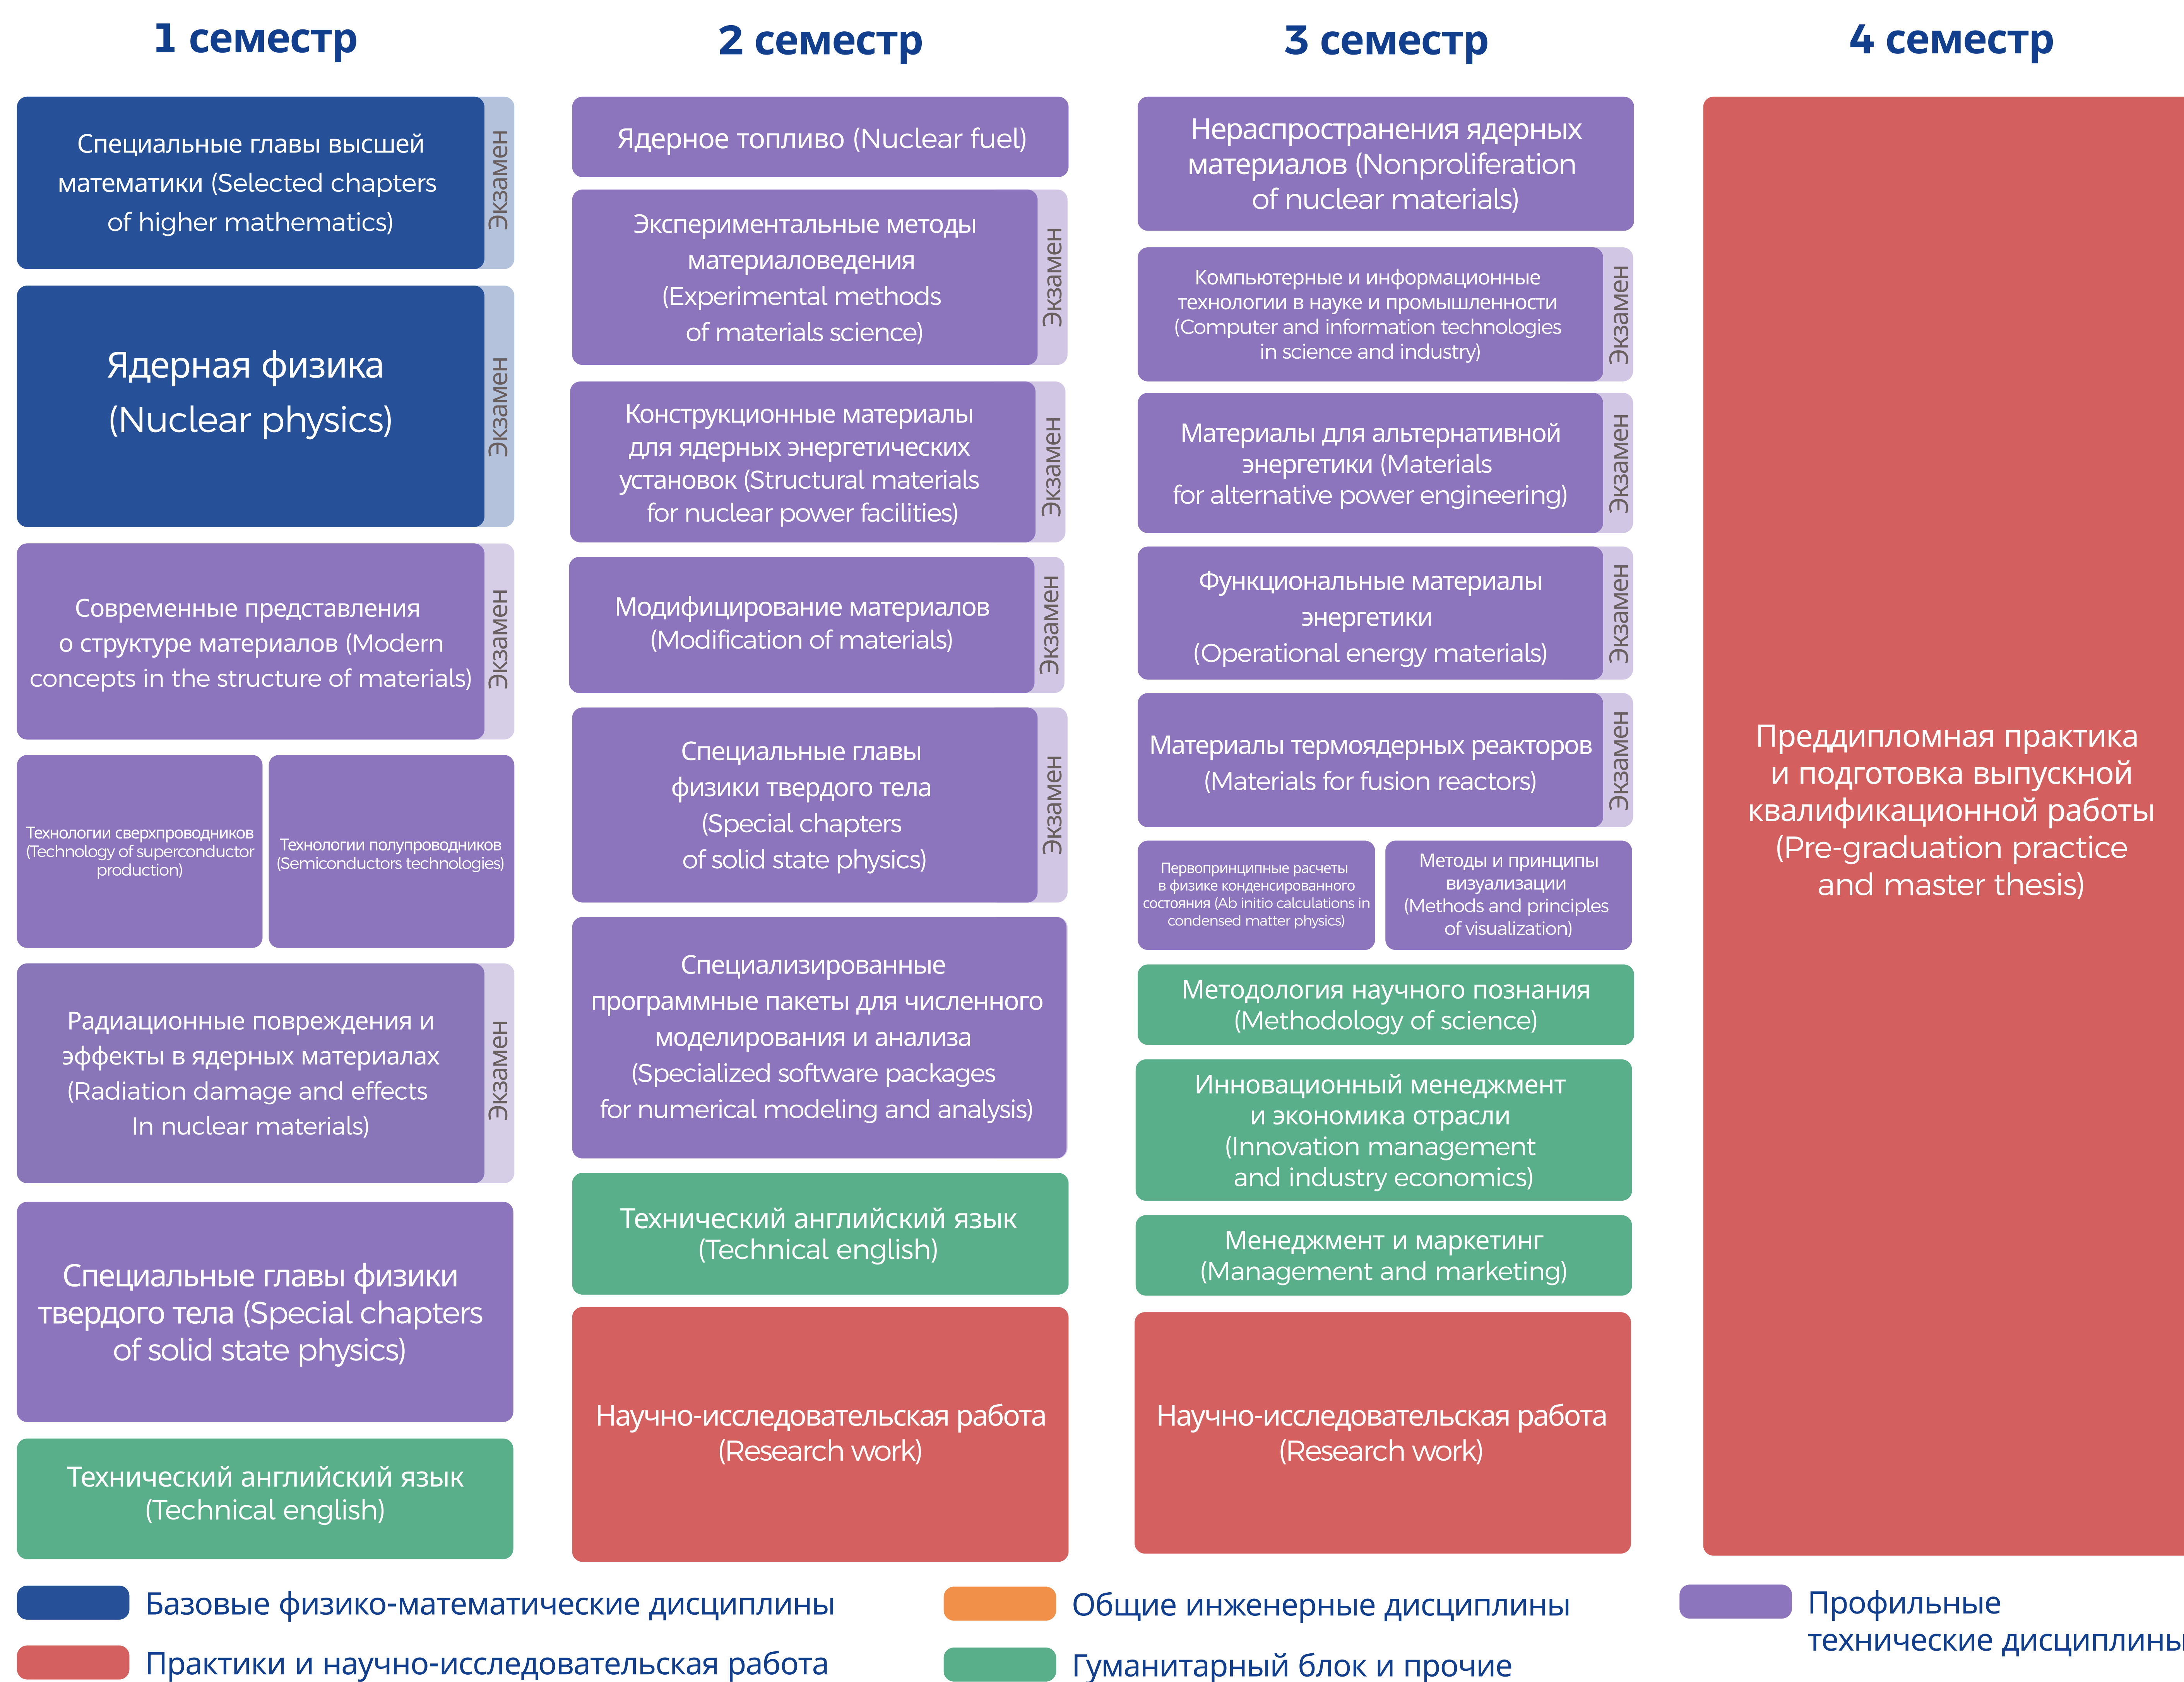 1 семестр
Специальные главы высшей
математики (Selected chapters
of higher mathematics)
Экзамен
Ядерная физика
(Nuclear physics)
Экзамен
Современные представления
о структуре материалов (Modern
concepts in the structure of materials)
Экзамен
Технологии сверхпроводников
(Technology of superconductor
production)
Технологии полупроводников
(Semiconductors technologies)
Радиационные повреждения и
эффекты в ядерных материалах
(Radiation damage and effects
In nuclear materials)
Экзамен
Специальные главы физики
твердого тела (Special chapters
of solid state physics)
Технический английский язык
(Technical english)
2 семестр
Ядерное топливо (Nuclear fuel)
Экспериментальные методы
материаловедения
(Experimental methods
of materials science)
Экзамен
Конструкционные материалы
для ядерных энергетических
установок (Structural materials
for nuclear power facilities)
Экзамен
Модифицирование материалов
(Modification of materials)
Экзамен
Специальные главы
физики твердого тела
(Special chapters
of solid state physics)
Экзамен
Специализированные
программные пакеты для численного
моделирования и анализа
(Specialized software packages
for numerical modeling and analysis)
Технический английский язык
(Technical english)
Научно-исследовательская работа
(Research work)
3 семестр
Нераспространения ядерных
материалов (Nonproliferation
of nuclear materials)
Компьютерные и информационные
технологии в науке и промышленности
(Computer and information technologies
in science and industry)
Экзамен
Материалы для альтернативной
энергетики (Materials
for alternative power engineering)
Экзамен
Функциональные материалы
энергетики
(Operational energy materials)
Экзамен
Материалы термоядерных реакторов
(Materials for fusion reactors)
Экзамен
Первопринципные расчеты
в физике конденсированного
состояния (Ab initio calculations in
condensed matter physics)
Методы и принципы
визуализации
(Methods and principles
of visualization)
Методология научного познания
(Methodology of science)
Инновационный менеджмент
и экономика отрасли
(Innovation management
and industry economics)
Менеджмент и маркетинг
(Management and marketing)
Научно-исследовательская работа
(Research work)
4 семестр
Преддипломная практика
и подготовка выпускной
квалификационной работы
(Pre-graduation practice
and master thesis)
Базовые физико-математические дисциплины
Практики и научно-исследовательская работа
Общие инженерные дисциплины
Гуманитарный блок и прочие
Профильные
технические дисциплины